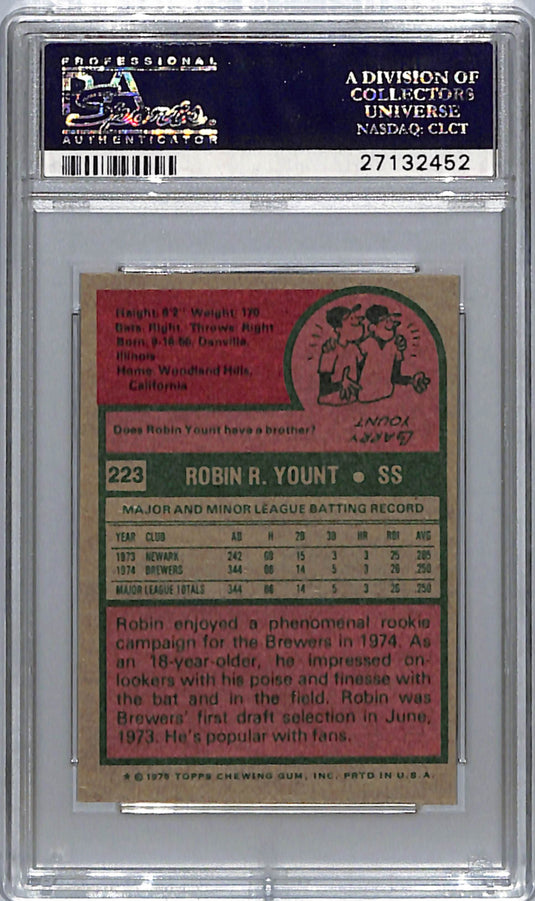 PROFESSIONAL
PSA
Sports
AUTHENTICATOR
A DIVISION OF
COLLECTORS
UNIVERSE
NASDAQ: CLCT
27132452
Height: 6'2" Weight: 170
Bats: Right. Throws: Right
Born, 9-16-55, Danville,
Illinois
Home: Woodland Hills,
California
Does Robin Yount have a brother?
LARRY
YOUNT
223 ROBIN R. YOUNT • SS
MAJOR AND MINOR LEAGUE BATTING RECORD
YEAR CLUB AB H 2B 3B HR RBI AVG
1973 NEWARK 242 69 15 3 3 25 .285
1974 BREWERS 344 86 14 5 3 26 .250
MAJOR LEAGUE TOTALS 344 86 14 5 3 26 .250
Robin enjoyed a phenomenal rookie
campaign for the Brewers in 1974. As
an 18-year-older, he impressed on-
lookers with his poise and finesse with
the bat and in the field. Robin was
Brewers' first draft selection in June,
1973. He's popular with fans.
* © 1975 TOPPS CHEWING GUM, INC. PRTD IN U.S.A.